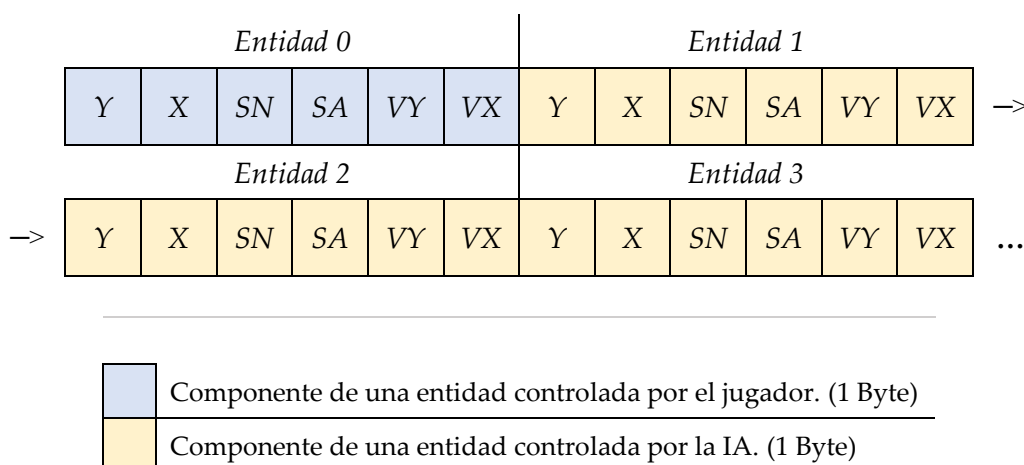 Entidad 0 Entidad 1
Y X SN SA VY VX Y X SN SA VY VX –>
Entidad 2 Entidad 3
–> Y X SN SA VY VX Y X SN SA VY VX ...
Componente de una entidad controlada por el jugador. (1 Byte)
Componente de una entidad controlada por la IA. (1 Byte)